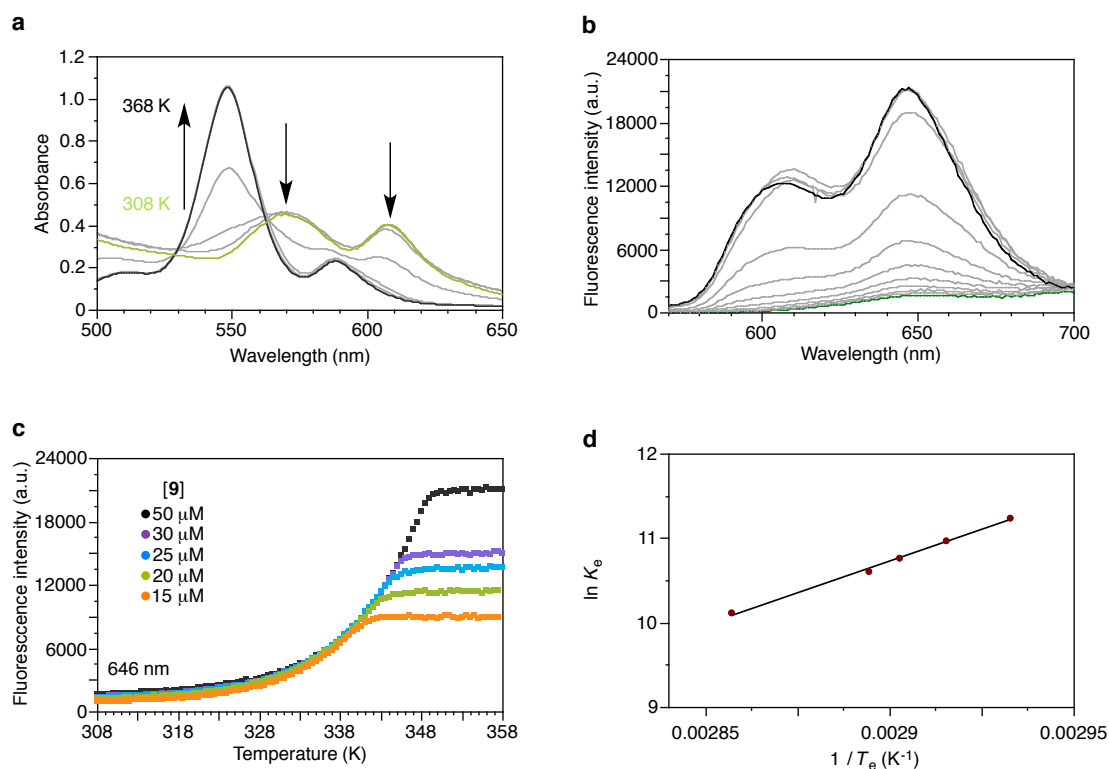 a
1.2
1.0
0.8
0.6
0.4
0.2
0
368 K
308 K
Absorbance
500
550
600
650
Wavelength (nm)
b
24000
18000
12000
6000
0
Fluorescence intensity (a.u.)
600
650
700
Wavelength (nm)
c
24000
18000
12000
6000
0
Fluoresccence intensity (a.u.)
[9]
50 μM
30 μM
25 μM
20 μM
15 μM
646 nm
308
318
328
338
348
358
Temperature (K)
d
12
11
10
9
ln Ke
0.00285
0.0029
0.00295
1 / Te (K-1)